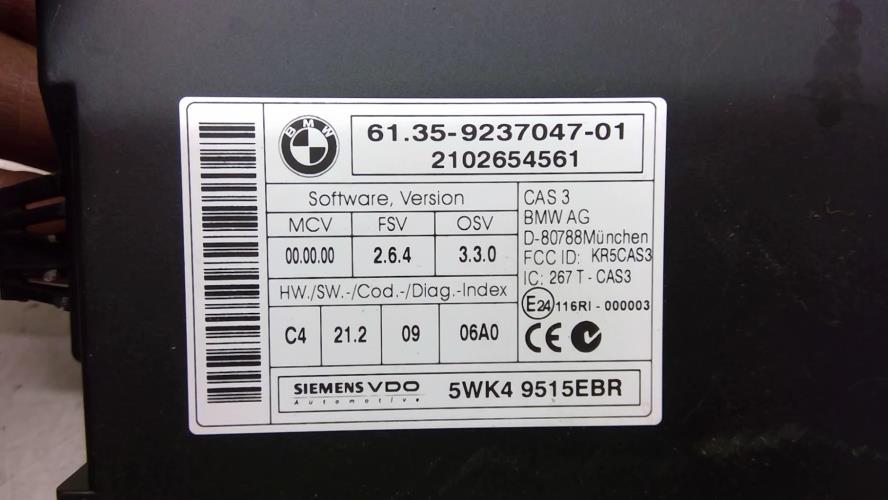 BMW
61.35-9237047-01
2102654561
Software, Version
MCV FSV OSV
00.00.00 2.6.4 3.3.0
HW./SW.-/Cod.-/Diag.-Index
C4 21.2 09 06A0
CAS 3
BMW AG
D-80788München
FCC ID: KR5CAS3
IC: 267 T - CAS3
E24 116RI - 000003
CE
SIEMENS VDO
Automotive
5WK4 9515EBR